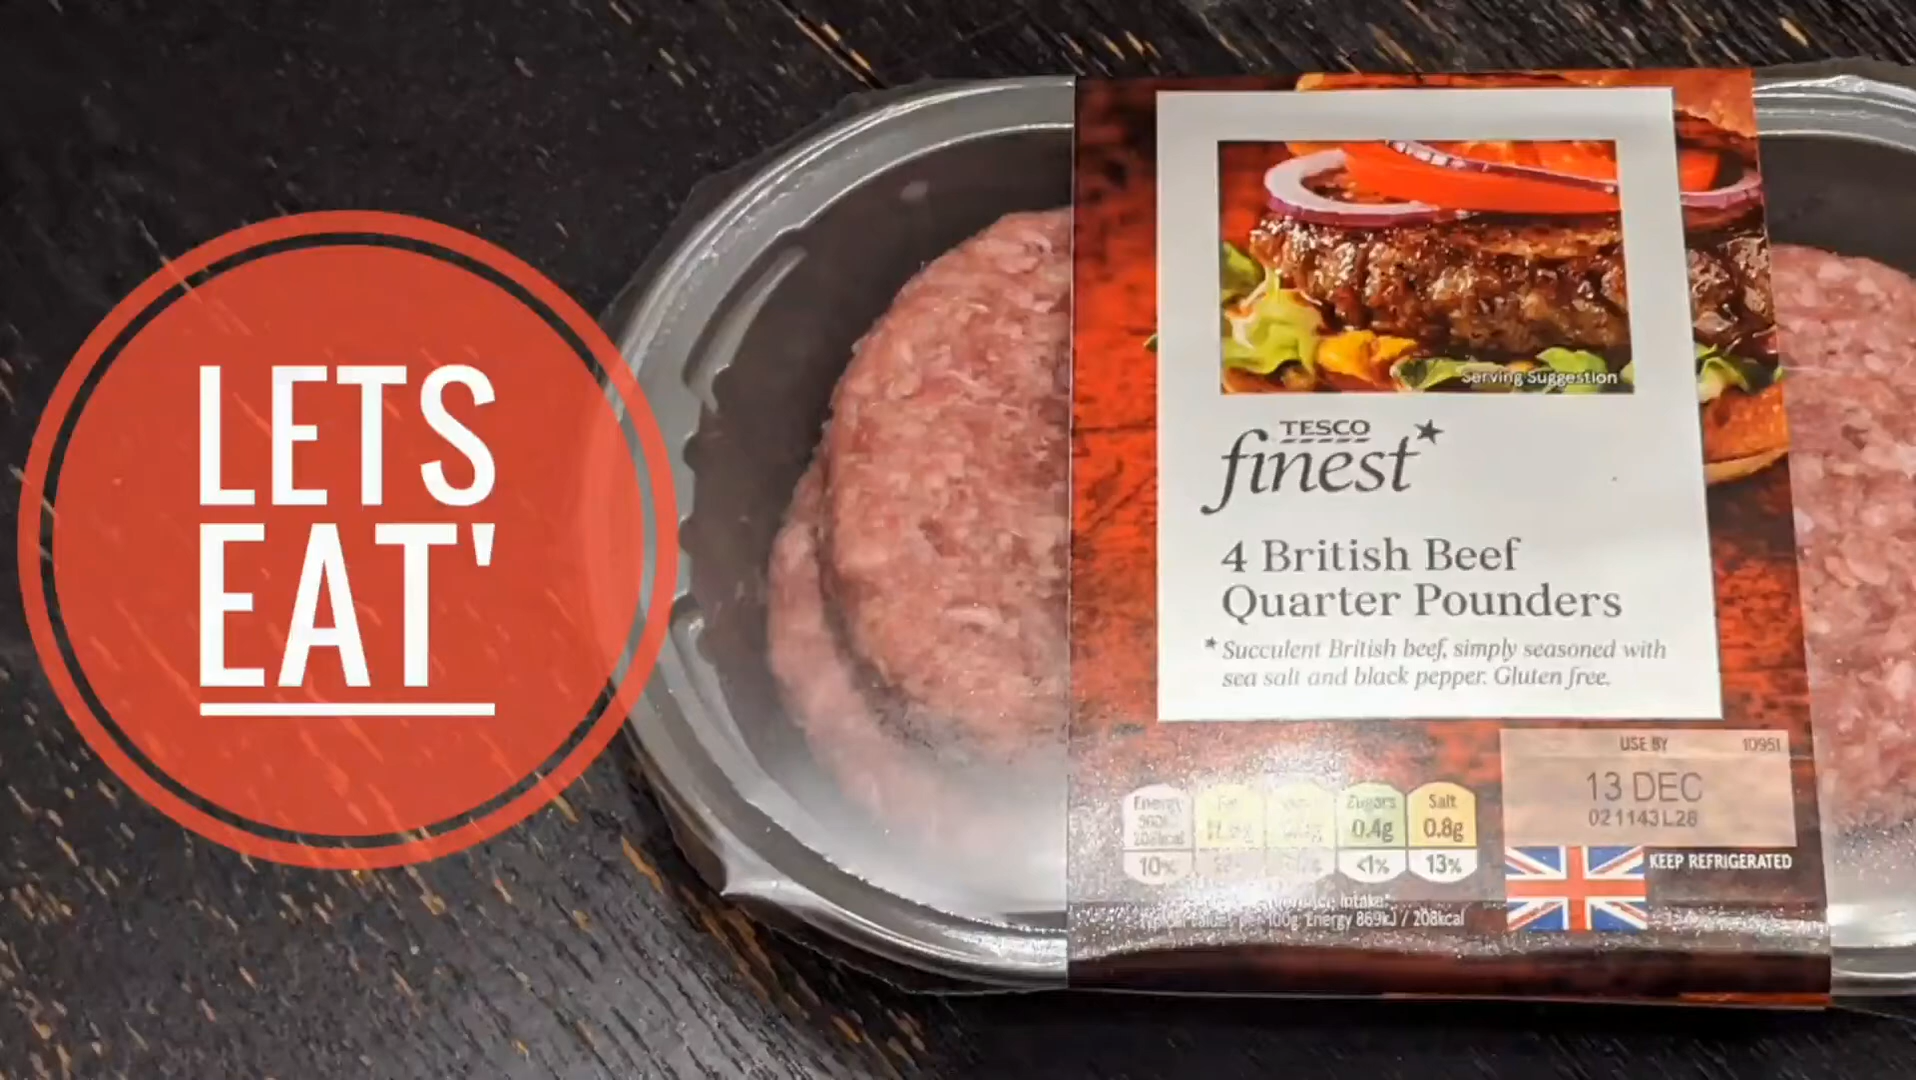 LETS
EAT'
Serving Suggestion
TESCO
finest*
4 British Beef
Quarter Pounders
* Succulent British beef, simply seasoned with
sea salt and black pepper. Gluten free.
USE BY 10951
13 DEC
021143L28
KEEP REFRIGERATED
Energy Sugars Salt
0.4g 0.8g
10% <1% 13%
100g: Energy 869kJ / 208kcal